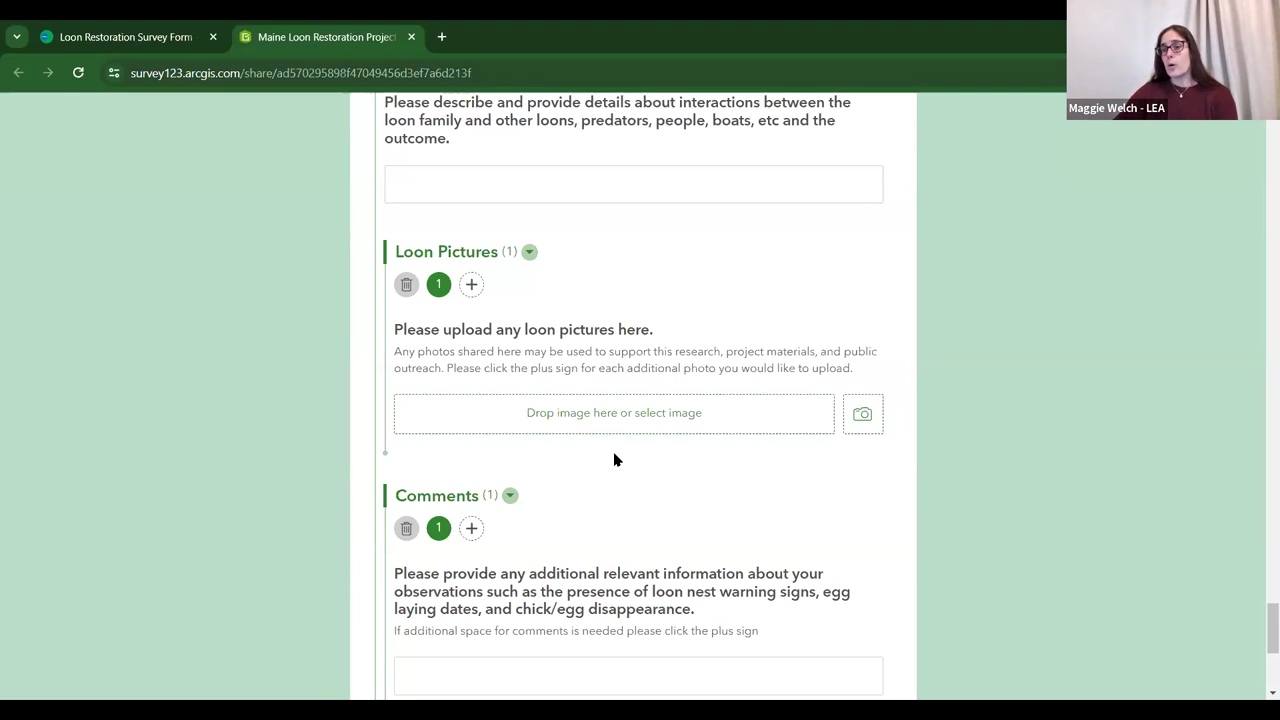 Loon Restoration Survey Form
Maine Loon Restoration Projec
survey123.arcgis.com/share/ad570295898f47049456d3ef7a6d213f
Maggie Welch - LEA
Please describe and provide details about interactions between the
loon family and other loons, predators, people, boats, etc and the
outcome.
Loon Pictures (1)
1
Please upload any loon pictures here.
Any photos shared here may be used to support this research, project materials, and public
outreach. Please click the plus sign for each additional photo you would like to upload.
Drop image here or select image
Comments (1)
1
Please provide any additional relevant information about your
observations such as the presence of loon nest warning signs, egg
laying dates, and chick/egg disappearance.
If additional space for comments is needed please click the plus sign